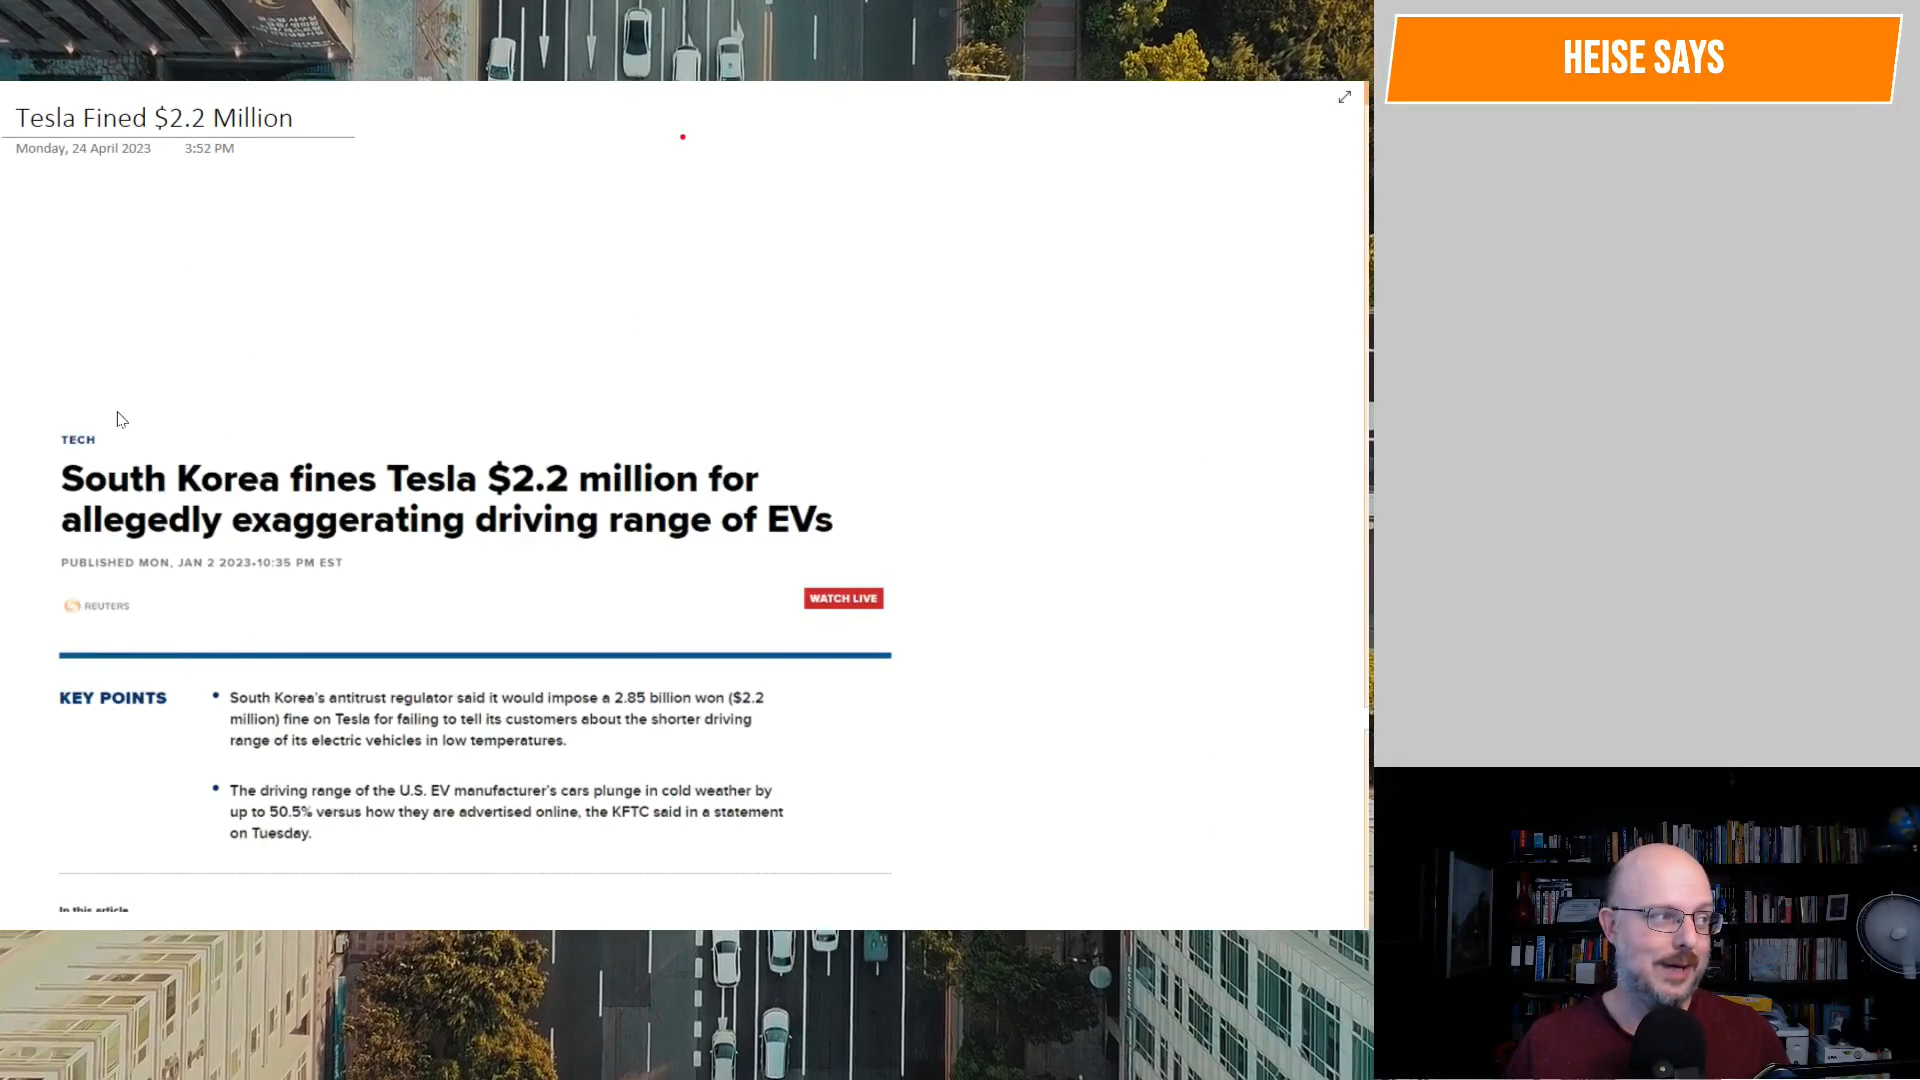 HEISE SAYS
Tesla Fined $2.2 Million
Monday, 24 April 2023 3:52 PM
TECH
South Korea fines Tesla $2.2 million for
allegedly exaggerating driving range of EVs
PUBLISHED MON, JAN 2 2023•10:35 PM EST
REUTERS
WATCH LIVE
KEY POINTS
• South Korea's antitrust regulator said it would impose a 2.85 billion won ($2.2
million) fine on Tesla for failing to tell its customers about the shorter driving
range of its electric vehicles in low temperatures.
• The driving range of the U.S. EV manufacturer's cars plunge in cold weather by
up to 50.5% versus how they are advertised online, the KFTC said in a statement
on Tuesday.
In this article